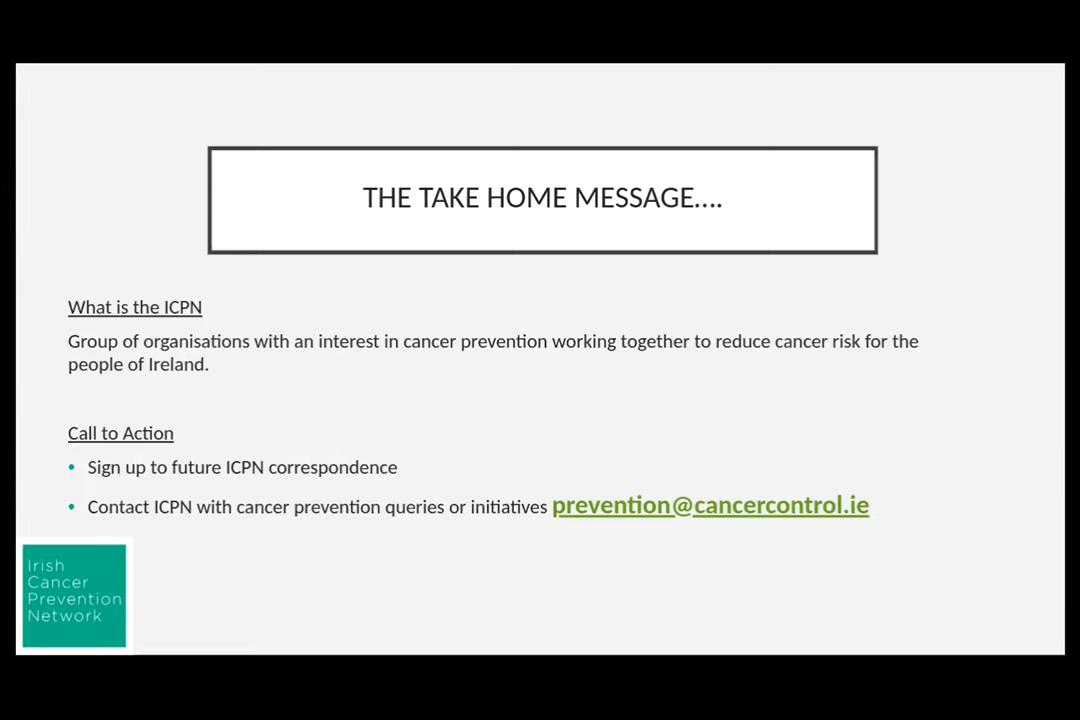 THE TAKE HOME MESSAGE....
What is the ICPN
Group of organisations with an interest in cancer prevention working together to reduce cancer risk for the
people of Ireland.
Call to Action
• Sign up to future ICPN correspondence
• Contact ICPN with cancer prevention queries or initiatives prevention@cancercontrol.ie
Irish
Cancer
Prevention
Network